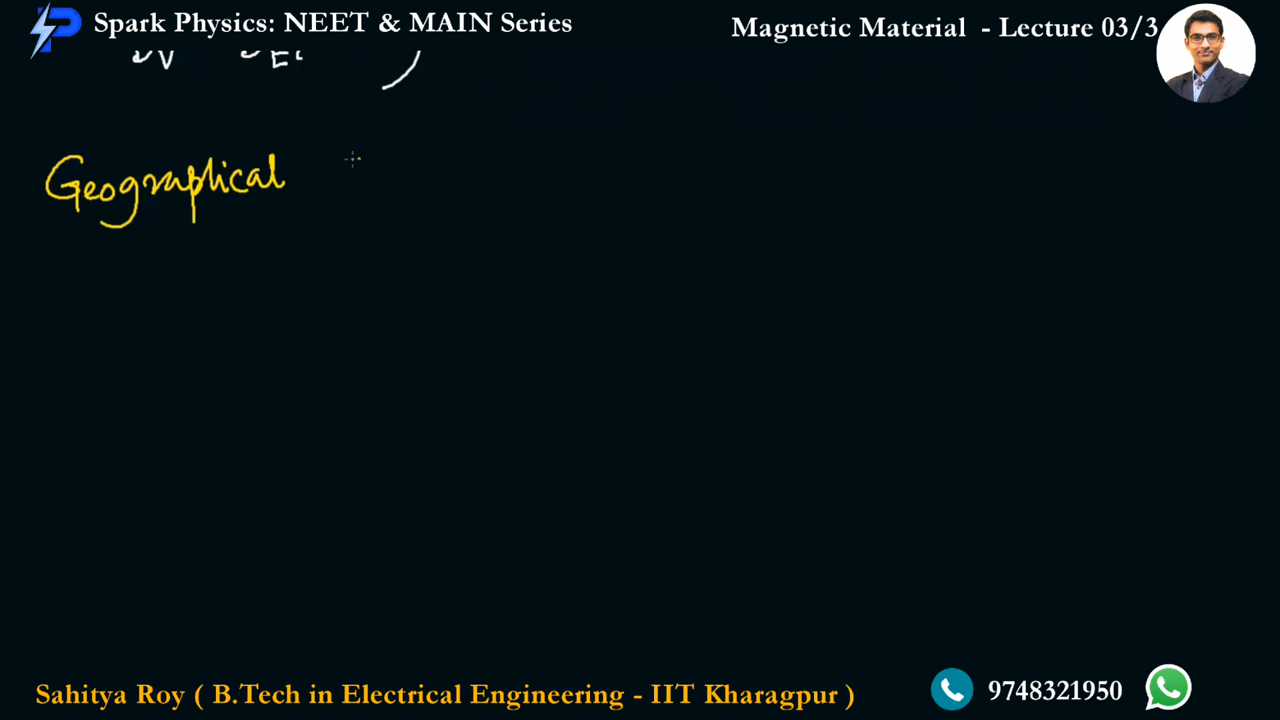 Spark Physics: NEET & MAIN Series
Magnetic Material - Lecture 03/3
Geographical
Sahitya Roy ( B.Tech in Electrical Engineering - IIT Kharagpur )
9748321950